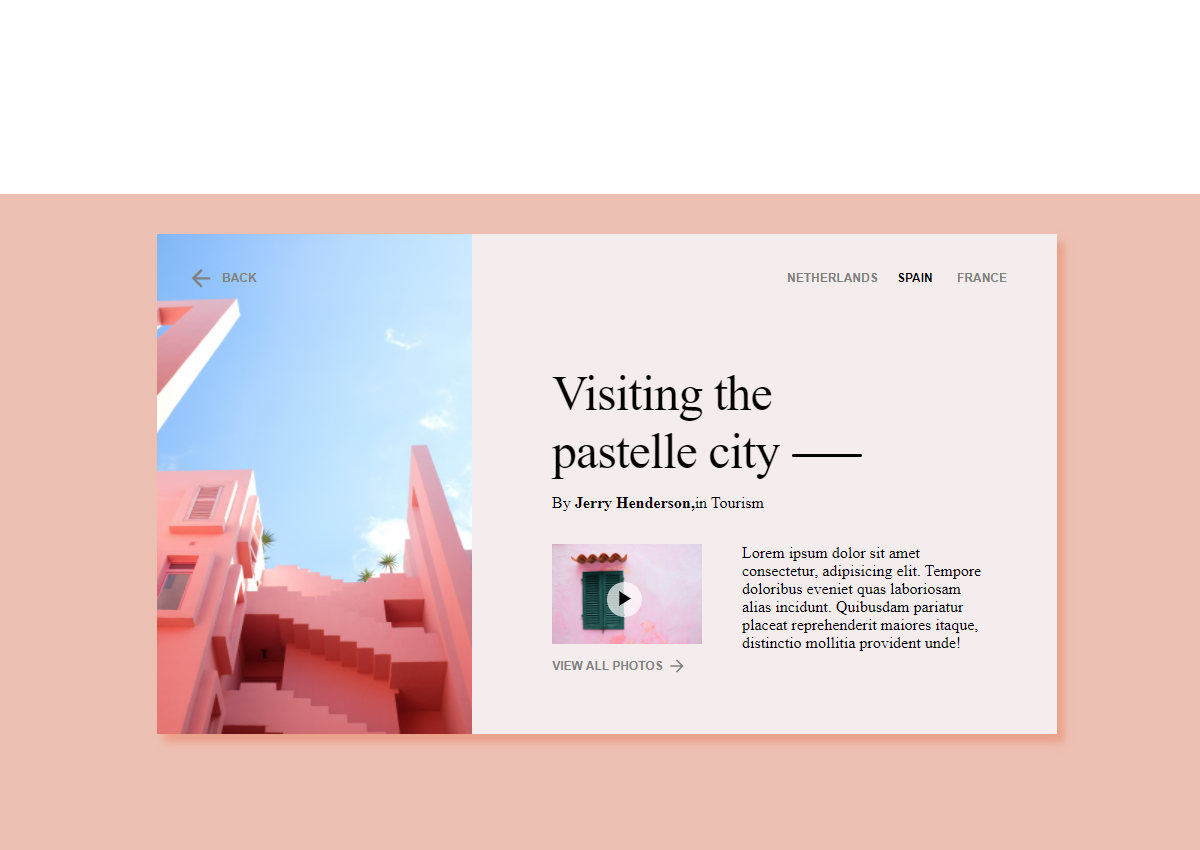 BACK
NETHERLANDS SPAIN FRANCE
Visiting the
pastelle city
By Jerry Henderson,in Tourism
Lorem ipsum dolor sit amet
consectetur, adipisicing elit. Tempore
doloribus eveniet quas laboriosam
alias incidunt. Quibusdam pariatur
placeat reprehenderit maiores itaque,
distinctio mollitia provident unde!
VIEW ALL PHOTOS